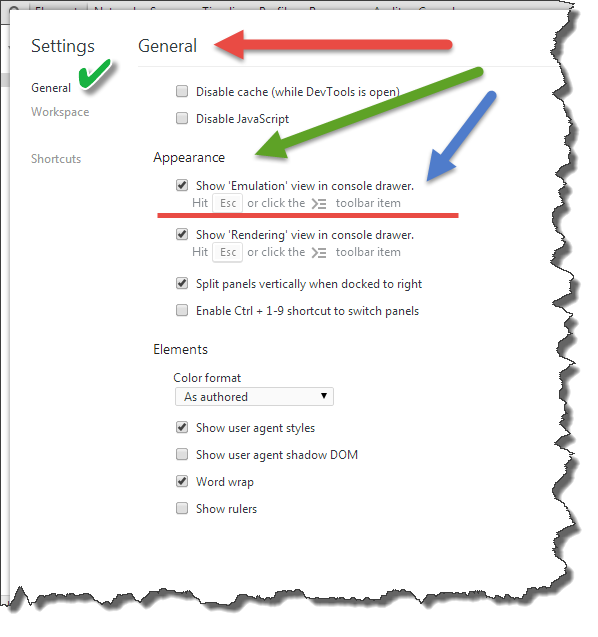 Settings
General
General
Workspace
Shortcuts
Disable cache (while DevTools is open)
Disable JavaScript
Appearance
Show 'Emulation' view in console drawer.
Hit Esc or click the toolbar item
Show 'Rendering' view in console drawer.
Hit Esc or click the toolbar item
Split panels vertically when docked to right
Enable Ctrl + 1-9 shortcut to switch panels
Elements
Color format
As authored
Show user agent styles
Show user agent shadow DOM
Word wrap
Show rulers